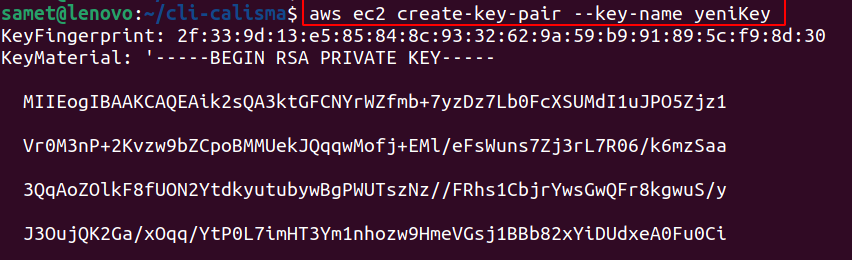 samet@lenovo:~/cli-calisma$ aws ec2 create-key-pair --key-name yeniKey
KeyFingerprint: 2f:33:9d:13:e5:85:84:8c:93:32:62:9a:59:b9:91:89:5c:f9:8d:30
KeyMaterial: '-----BEGIN RSA PRIVATE KEY-----
MIIEogIBAAKCAQEAik2sQA3ktGFCNYrWZfmb+7yzDz7Lb0FcXSUMdI1uJPO5Zjz1
Vr0M3nP+2Kvzw9bZCpoBMMUekJQqqwMofj+EMl/eFsWuns7Zj3rL7R06/k6mzSaa
3QqAoZOlkF8fUON2YtdkyutubywBgPWUTszNz//FRhs1CbjrYwsGwQFr8kgwuS/y
J3OujQK2Ga/xOqq/YtP0L7imHT3Ym1nhozw9HmeVGsj1BBb82xYiDUdxeA0Fu0Ci